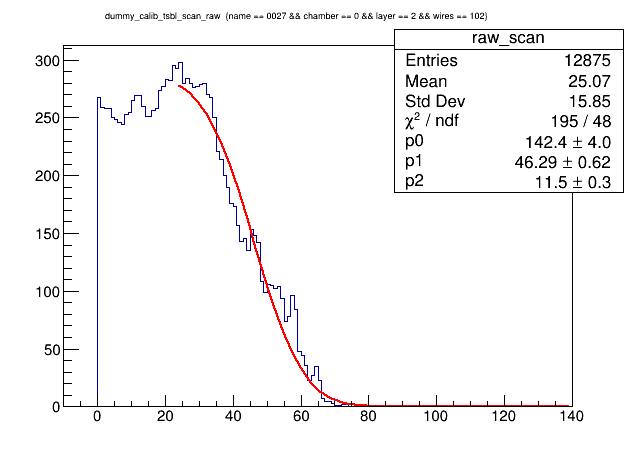 dummy_calib_tsbl_scan_raw (name == 0027 && chamber == 0 && layer == 2 && wires == 102)
raw_scan
Entries 12875
Mean 25.07
Std Dev 15.85
χ² / ndf 195 / 48
p0 142.4 ± 4.0
p1 46.29 ± 0.62
p2 11.5 ± 0.3
300
250
200
150
100
50
0
0 20 40 60 80 100 120 140